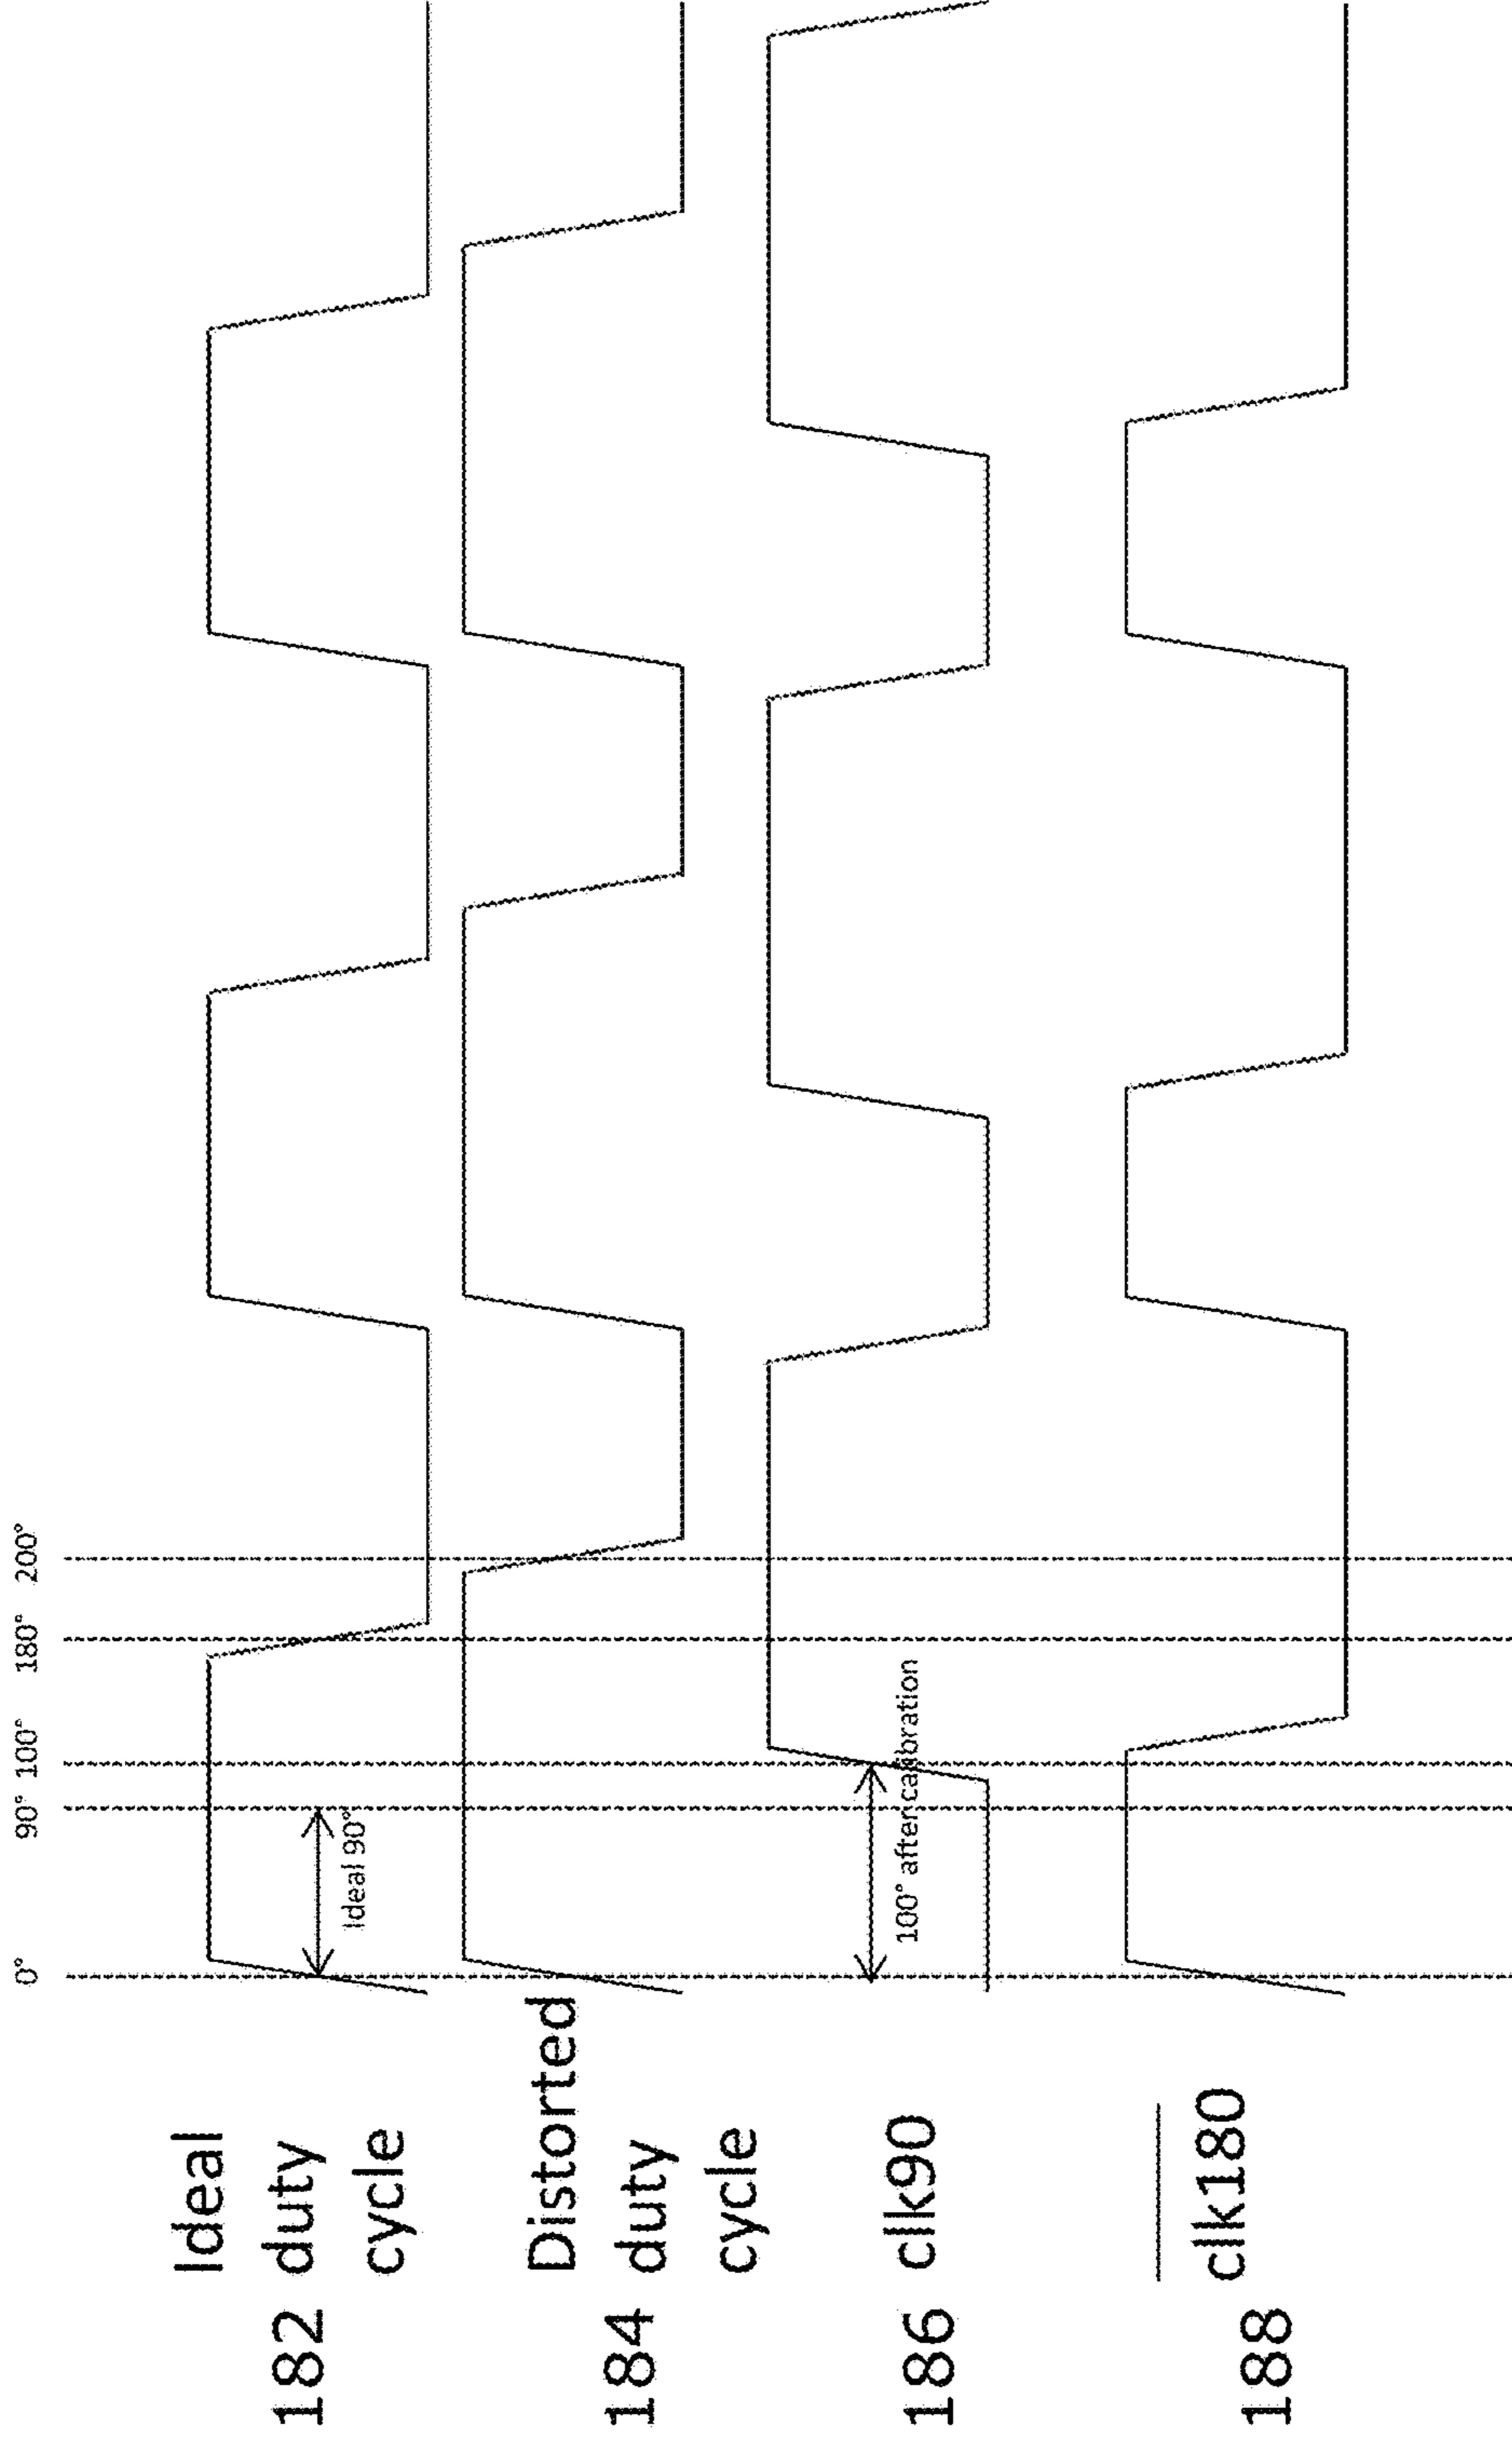 0° 90° 100° 180° 200°
Ideal
182 duty
cycle
Ideal 90°
Distorted
184 duty
cycle
186 clk90
100° after calibration
188 clk180